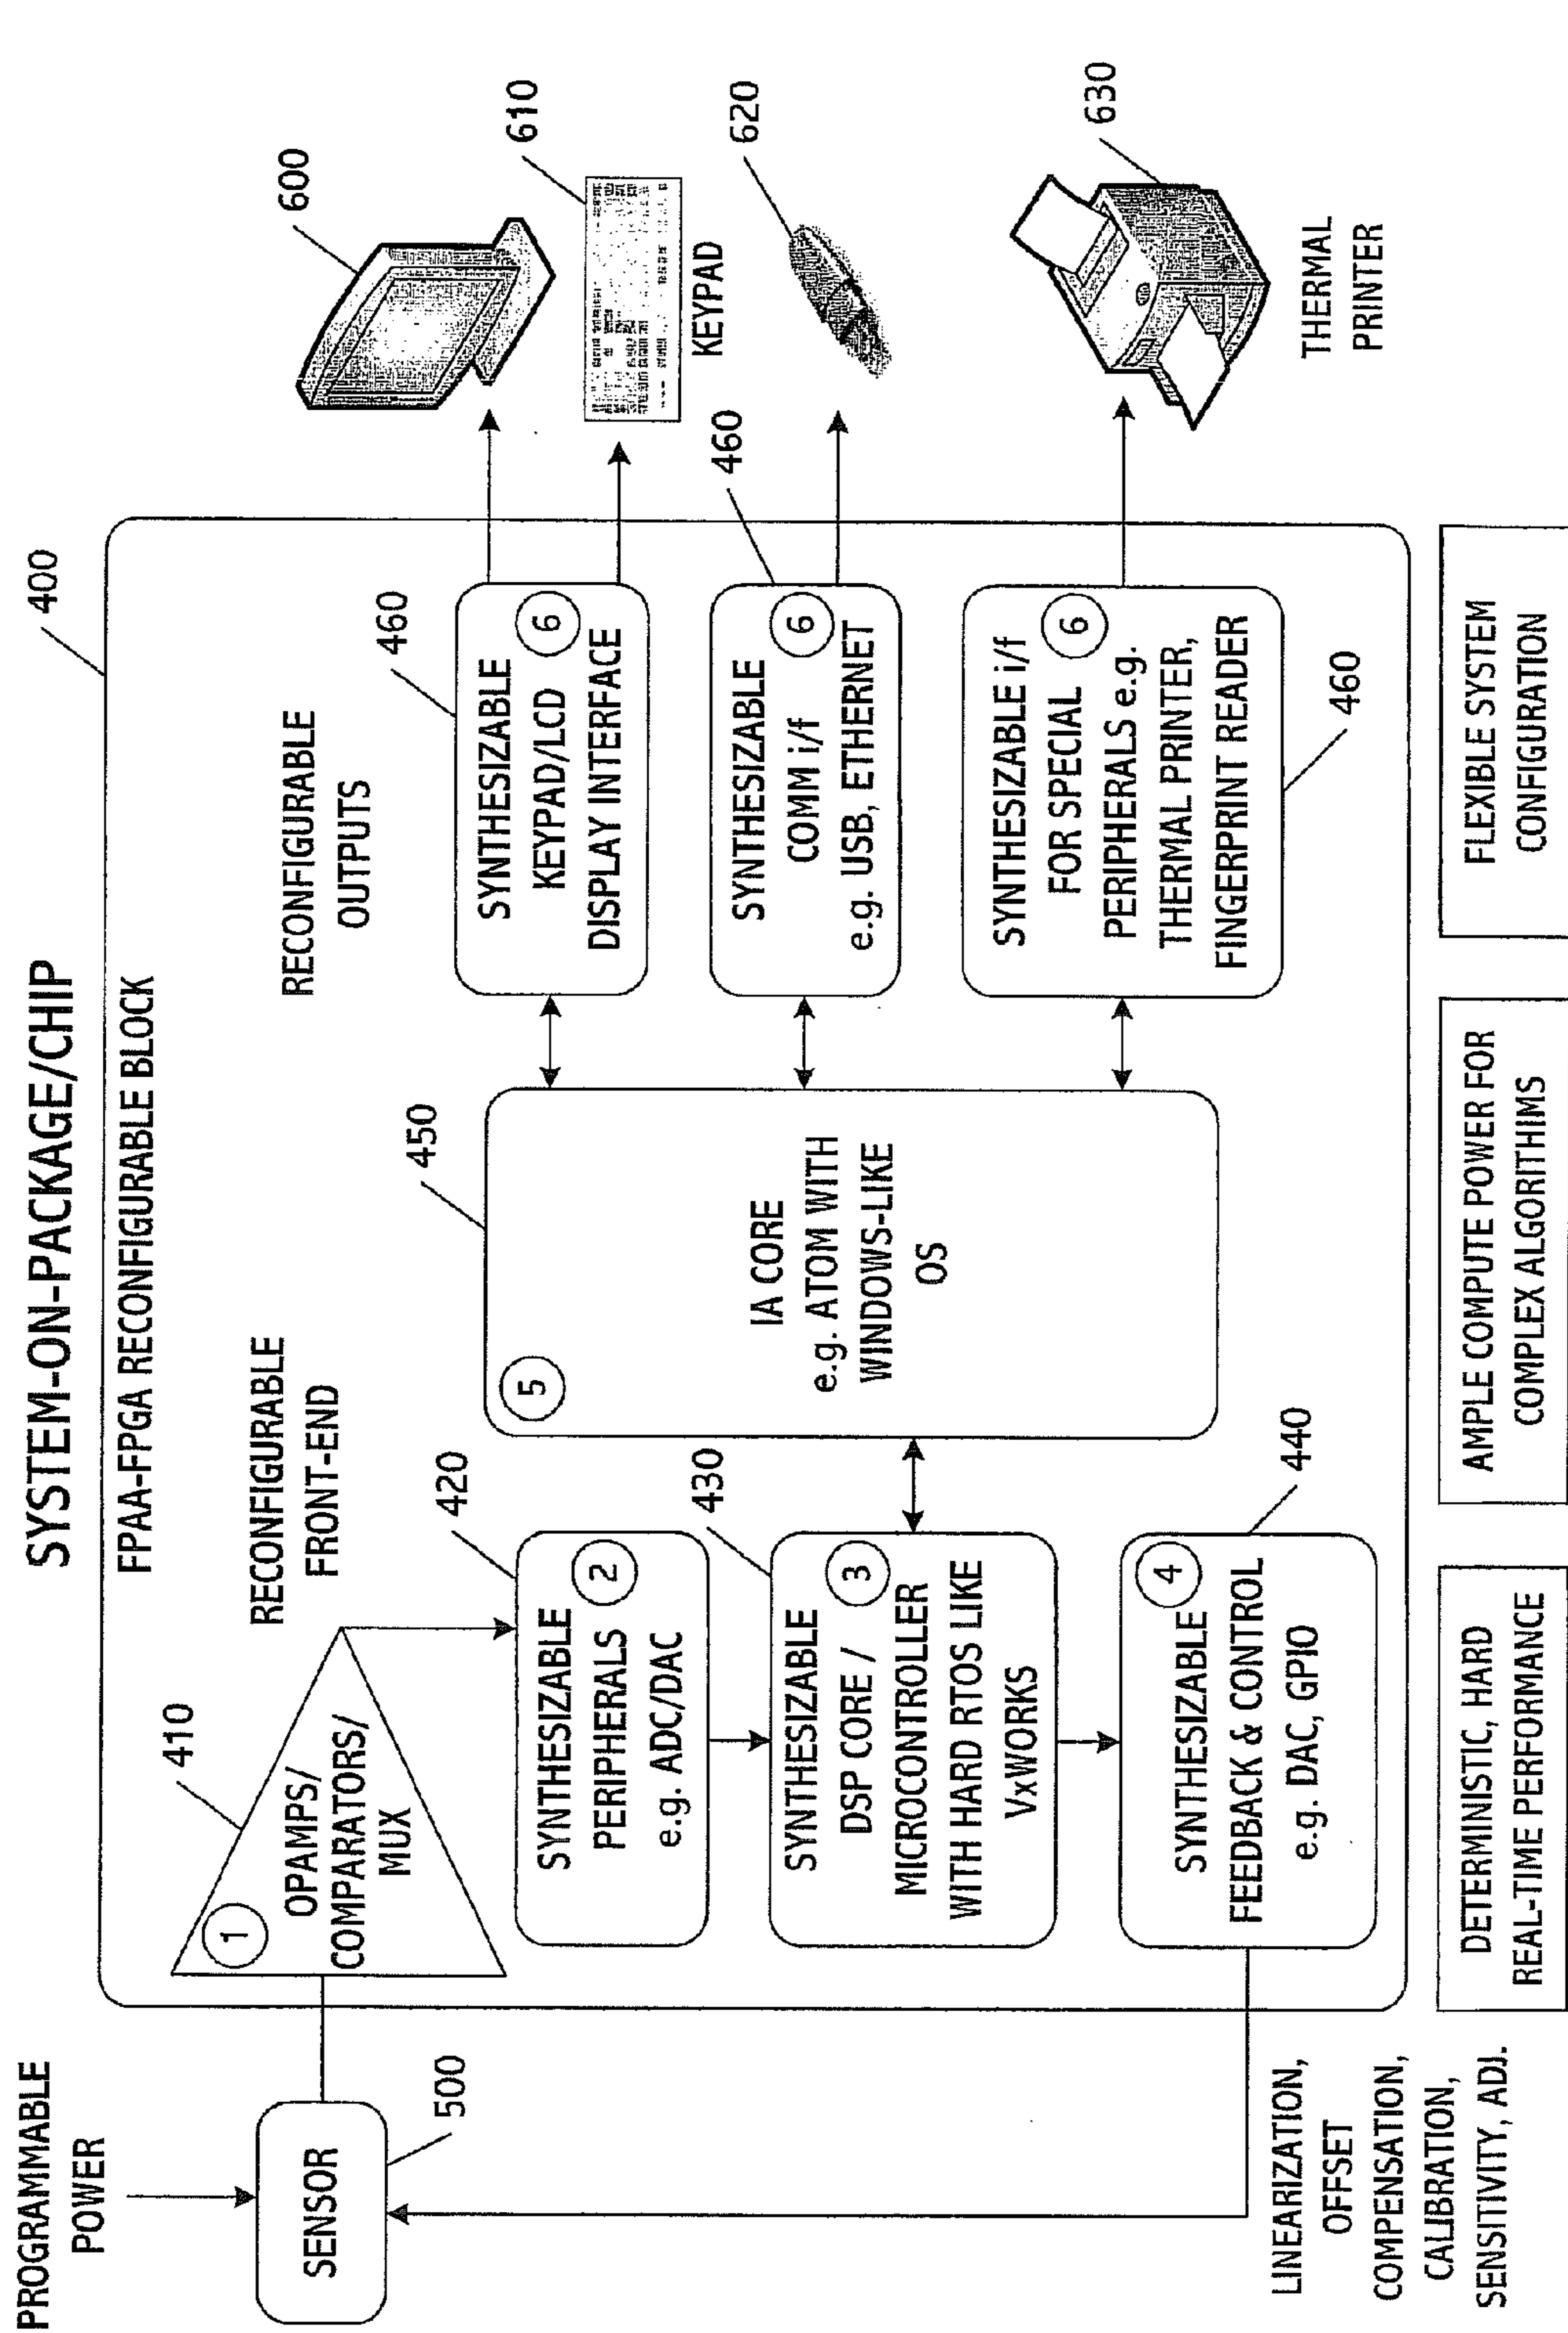 SYSTEM-ON-PACKAGE/CHIP
400
FPAA-FPGA RECONFIGURABLE BLOCK
PROGRAMMABLE
POWER
SENSOR
500
410
1
OPAMPS/
COMPARATORS/
MUX
RECONFIGURABLE
FRONT-END
420
SYNTHESIZABLE
2
PERIPHERALS
e.g. ADC/DAC
430
SYNTHESIZABLE
3
DSP CORE /
MICROCONTROLLER
WITH HARD RTOS LIKE
VxWORKS
440
4
SYNTHESIZABLE
FEEDBACK & CONTROL
e.g. DAC, GPIO
LINEARIZATION,
OFFSET
COMPENSATION,
CALIBRATION,
SENSITIVITY, ADJ.
450
5
IA CORE
e.g. ATOM WITH
WINDOWS-LIKE
OS
RECONFIGURABLE
OUTPUTS
460
SYNTHESIZABLE
KEYPAD/LCD
6
DISPLAY INTERFACE
460
SYNTHESIZABLE
COMM i/f
6
e.g. USB, ETHERNET
SYNTHESIZABLE i/f
FOR SPECIAL
6
PERIPHERALS e.g.
THERMAL PRINTER,
FINGERPRINT READER
460
600
610
KEYPAD
620
630
THERMAL
PRINTER
DETERMINISTIC, HARD
REAL-TIME PERFORMANCE
AMPLE COMPUTE POWER FOR
COMPLEX ALGORITHIMS
FLEXIBLE SYSTEM
CONFIGURATION